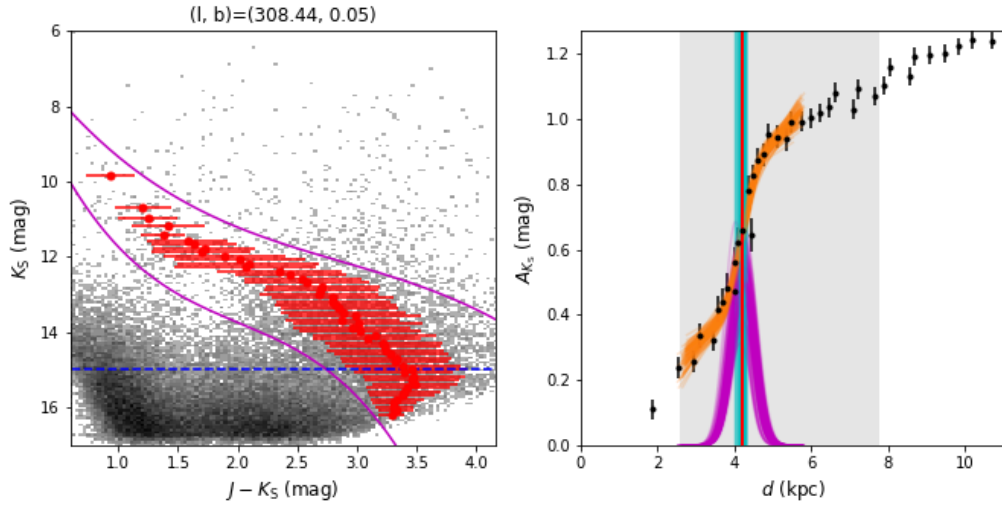 (l, b)=(308.44, 0.05)
6
8
10
12
14
16
K_S (mag)
1.0 1.5 2.0 2.5 3.0 3.5 4.0
J − K_S (mag)
1.2
1.0
0.8
0.6
0.4
0.2
0.0
A_{K_S} (mag)
0 2 4 6 8 10
d (kpc)